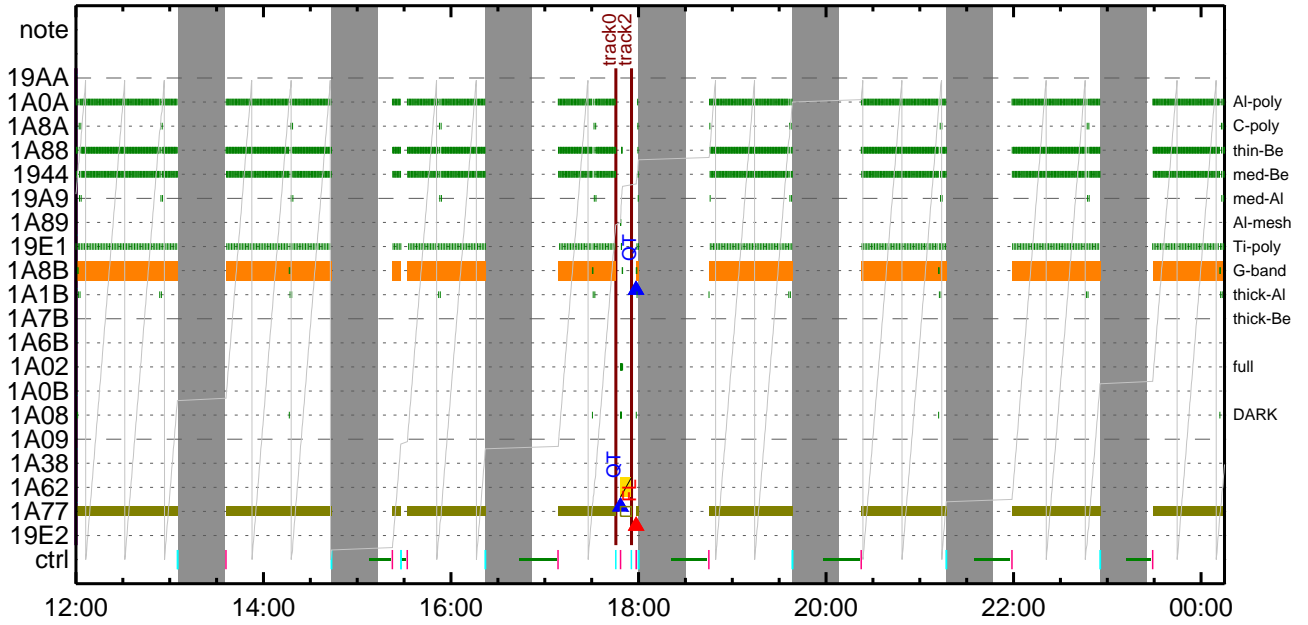 note
track0
track2
19AA
1A0A Al-poly
1A8A C-poly
1A88 thin-Be
1944 med-Be
19A9 med-Al
1A89 Al-mesh
19E1 Ti-poly
QT
1A8B G-band
1A1B thick-Al
1A7B thick-Be
1A6B
1A02 full
1A0B
1A08 DARK
1A09
1A38
QT
1A62
1A77
19E2
ctrl
12:00 14:00 16:00 18:00 20:00 22:00 00:00